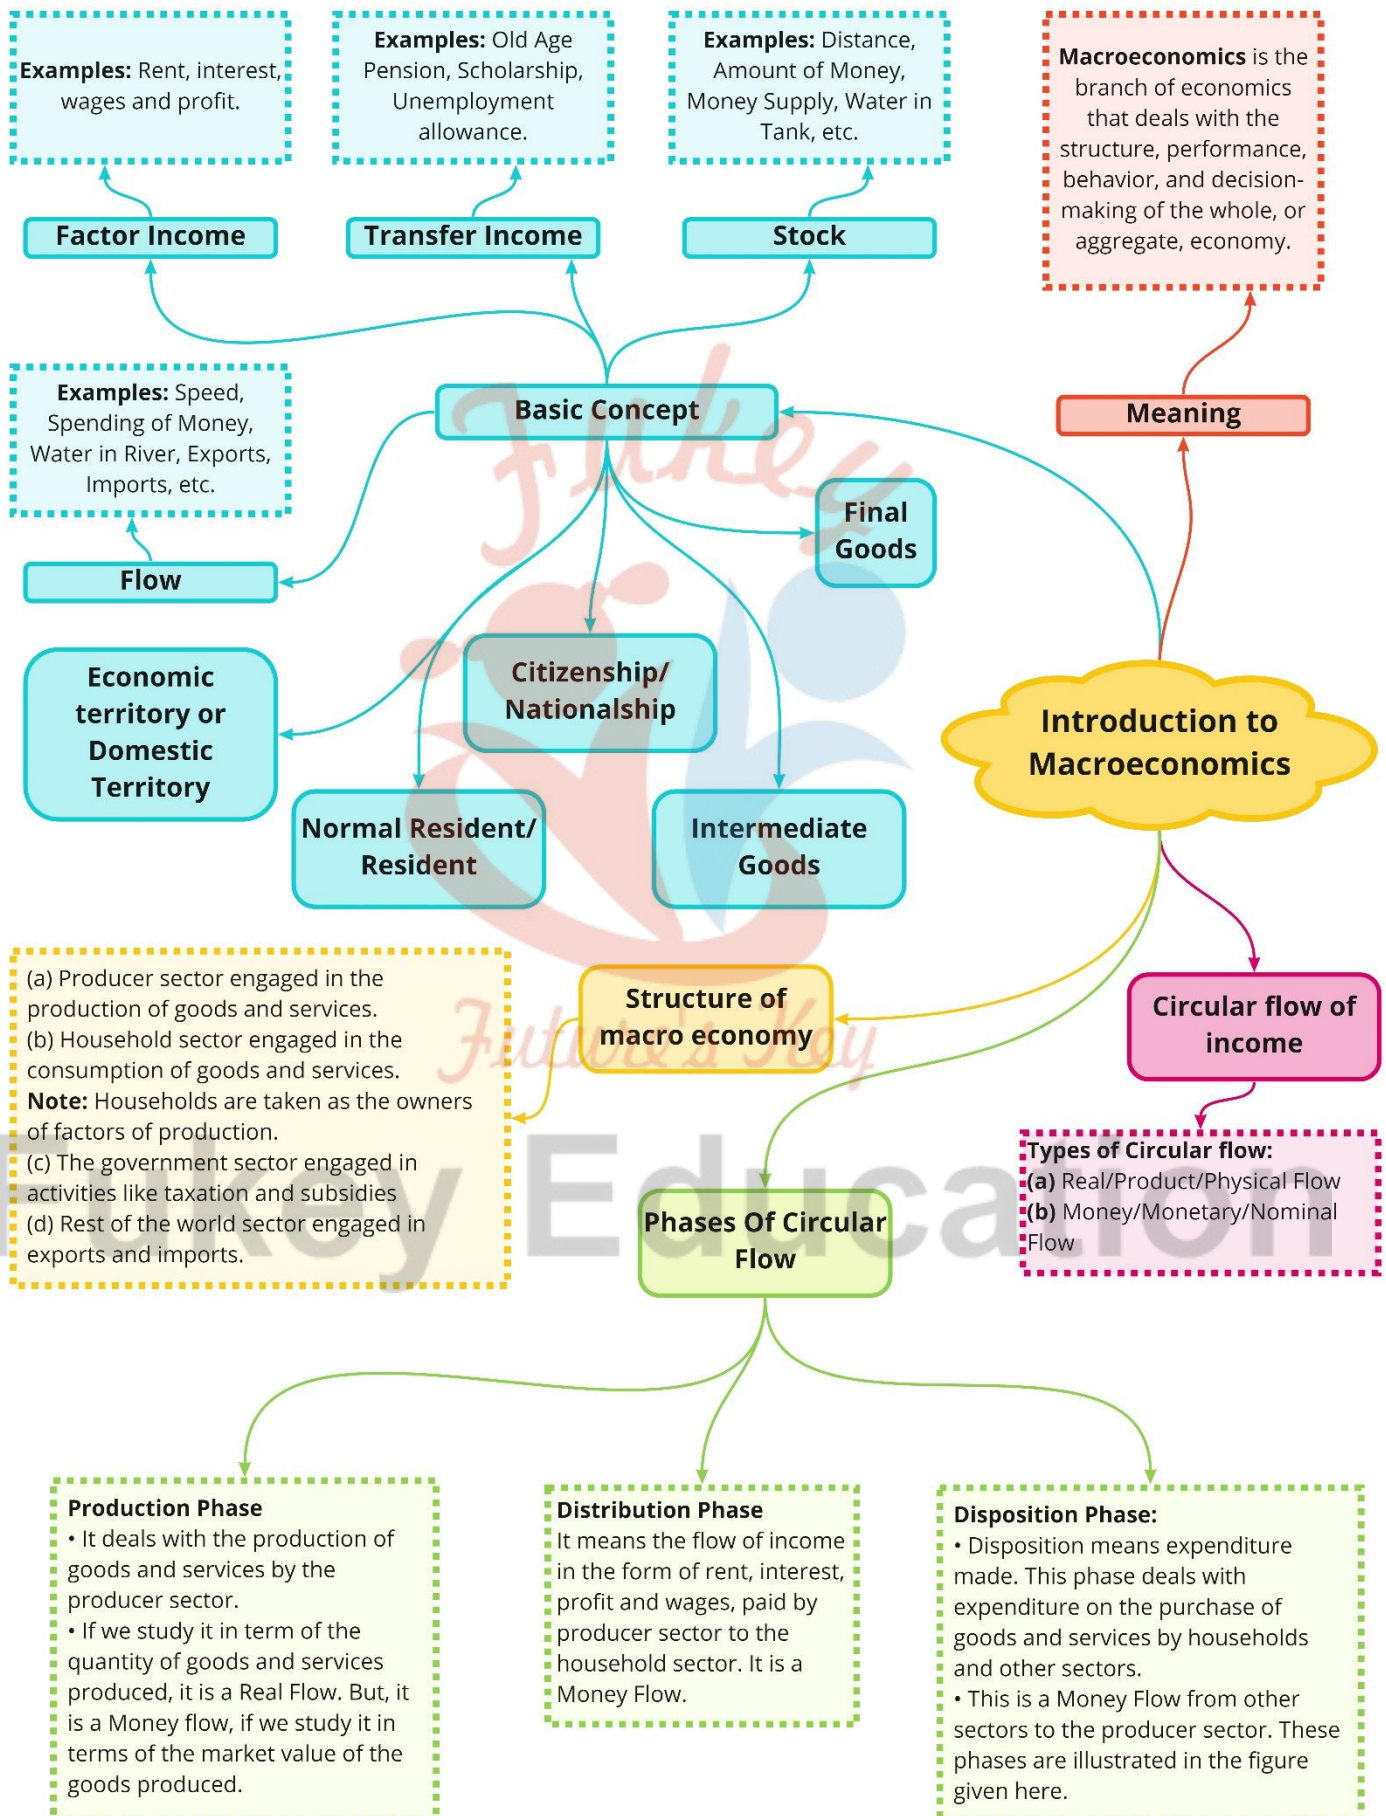 Examples: Rent, interest,
wages and profit.
Examples: Old Age
Pension, Scholarship,
Unemployment
allowance.
Examples: Distance,
Amount of Money,
Money Supply, Water in
Tank, etc.
Macroeconomics is the
branch of economics
that deals with the
structure, performance,
behavior, and decision-
making of the whole, or
aggregate, economy.
Factor Income
Transfer Income
Stock
Examples: Speed,
Spending of Money,
Water in River, Exports,
Imports, etc.
Basic Concept
Meaning
Fukey
Final
Goods
Flow
Economic
territory or
Domestic
Territory
Citizenship/
Nationalship
Introduction to
Macroeconomics
Normal Resident/
Resident
Intermediate
Goods
(a) Producer sector engaged in the
production of goods and services.
(b) Household sector engaged in the
consumption of goods and services.
Note: Households are taken as the owners
of factors of production.
(c) The government sector engaged in
activities like taxation and subsidies
(d) Rest of the world sector engaged in
exports and imports.
Structure of
macro economy
Future's Key
Circular flow of
income
Fukey Education
Types of Circular flow:
(a) Real/Product/Physical Flow
(b) Money/Monetary/Nominal
Flow
Phases Of Circular
Flow
Production Phase
• It deals with the production of
goods and services by the
producer sector.
• If we study it in term of the
quantity of goods and services
produced, it is a Real Flow. But, it
is a Money flow, if we study it in
terms of the market value of the
goods produced.
Distribution Phase
It means the flow of income
in the form of rent, interest,
profit and wages, paid by
producer sector to the
household sector. It is a
Money Flow.
Disposition Phase:
• Disposition means expenditure
made. This phase deals with
expenditure on the purchase of
goods and services by households
and other sectors.
• This is a Money Flow from other
sectors to the producer sector. These
phases are illustrated in the figure
given here.